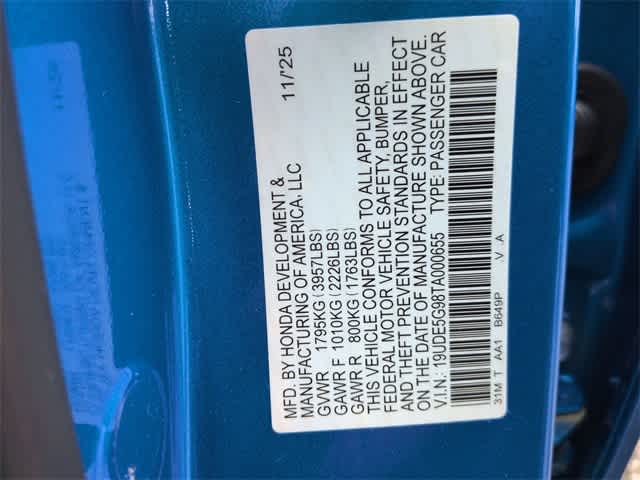 MFD. BY HONDA DEVELOPMENT & 11/'25
MANUFACTURING OF AMERICA, LLC
GVWR 1795KG (3957LBS)
GAWR F 1010KG (2226LBS)
GAWR R 800KG (1763LBS)
THIS VEHICLE CONFORMS TO ALL APPLICABLE
FEDERAL MOTOR VEHICLE SAFETY, BUMPER,
AND THEFT PREVENTION STANDARDS IN EFFECT
ON THE DATE OF MANUFACTURE SHOWN ABOVE.
V.I.N.: 19UDE5G98TA000655 TYPE: PASSENGER CAR
31M T AA1 B649P .V .A